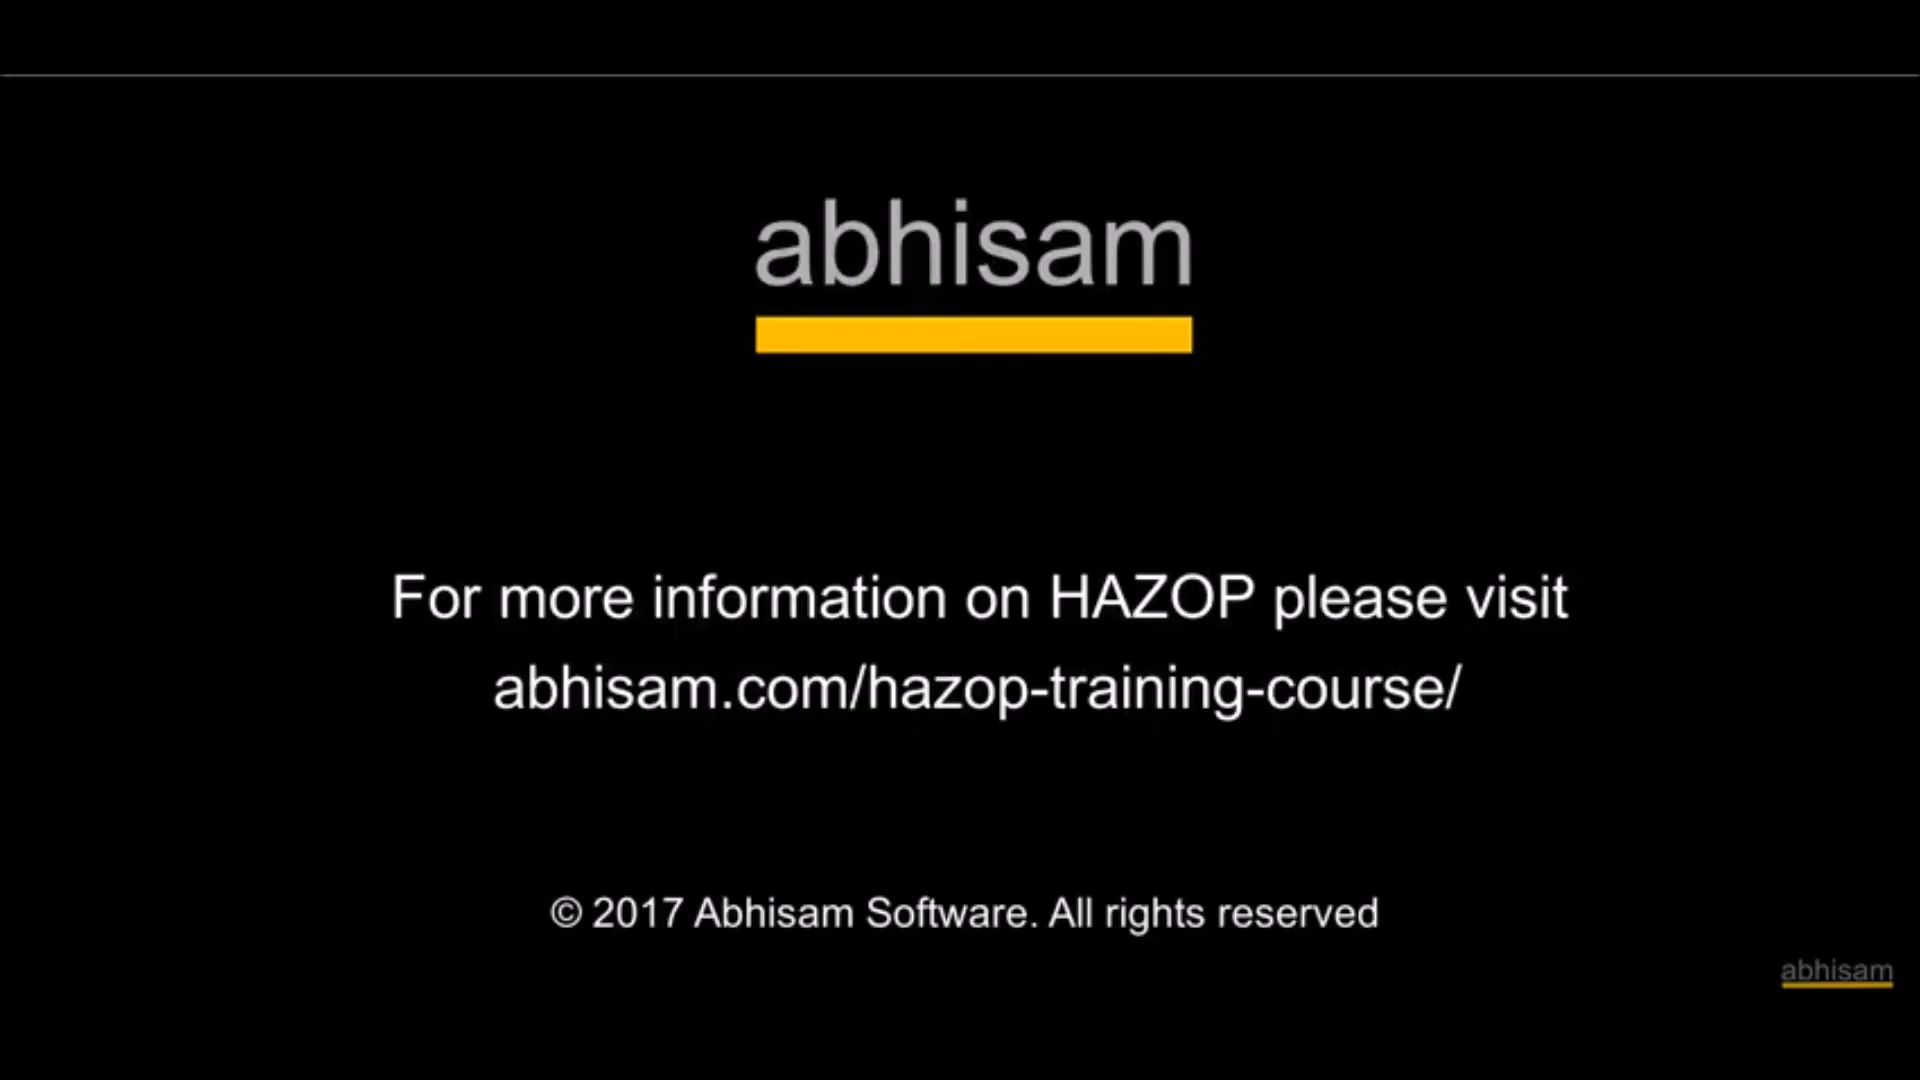 abhisam
For more information on HAZOP please visit
abhisam.com/hazop-training-course/
© 2017 Abhisam Software. All rights reserved
abhisam